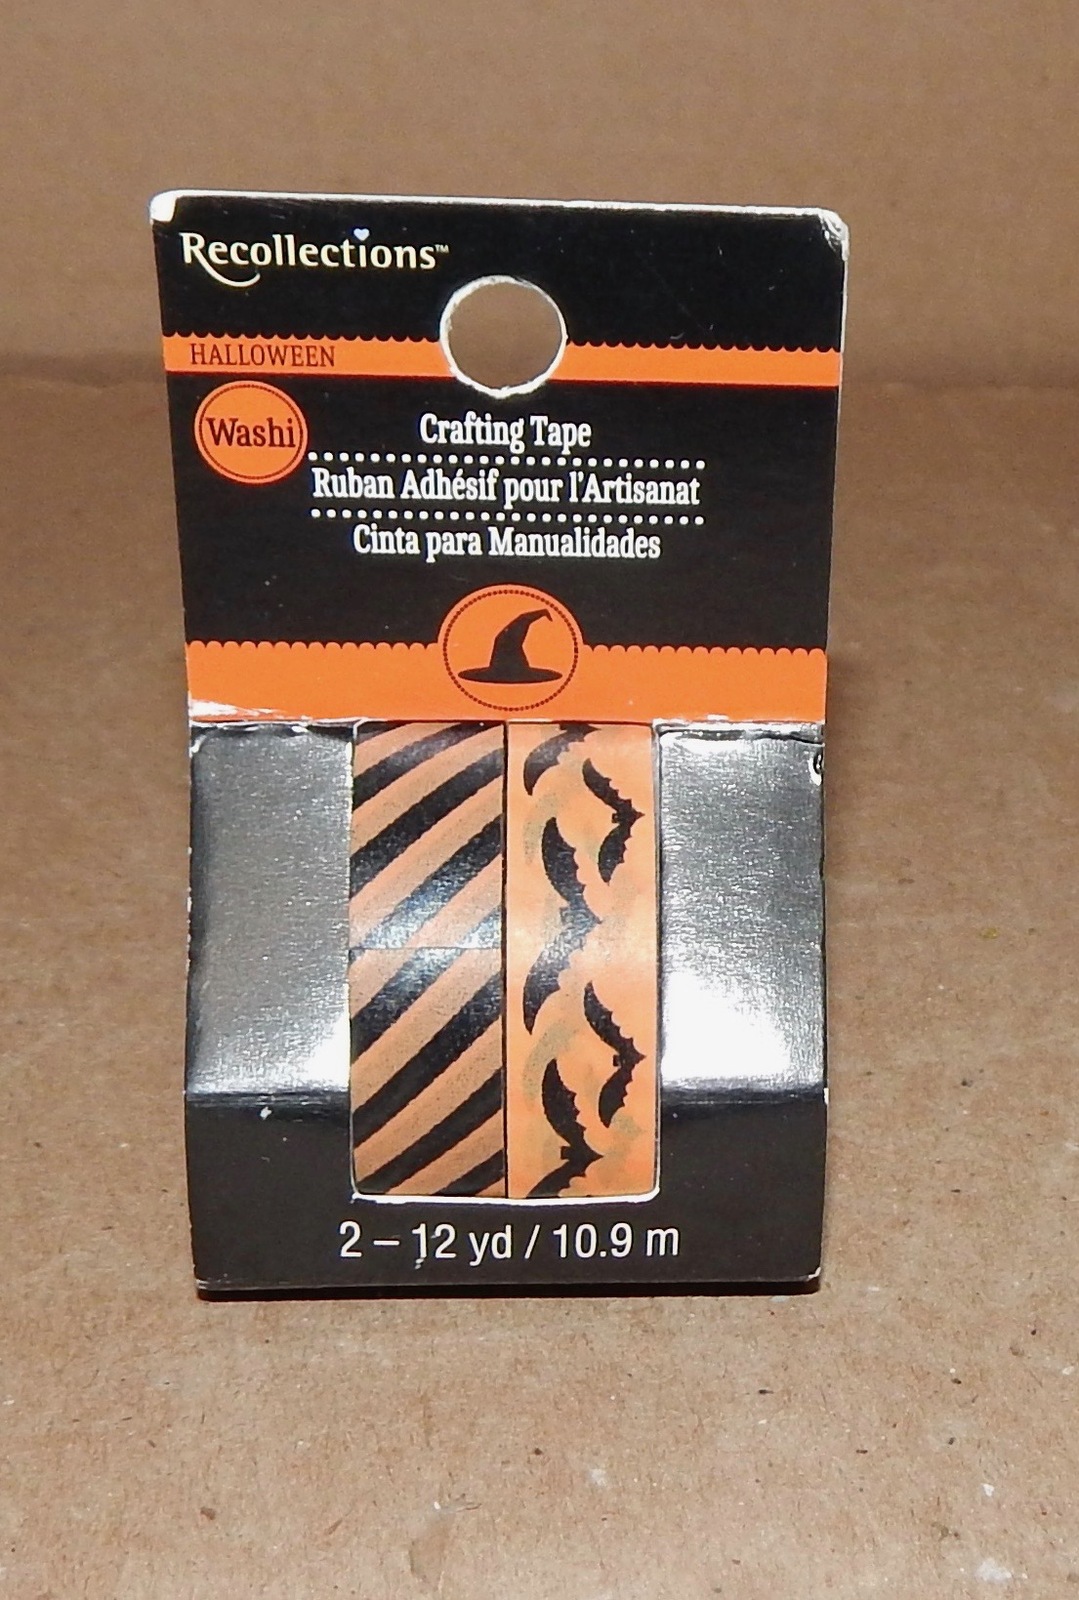 Recollections™
HALLOWEEN
Washi
Crafting Tape
Ruban Adhésif pour l'Artisanat
Cinta para Manualidades
2 – 12 yd / 10.9 m